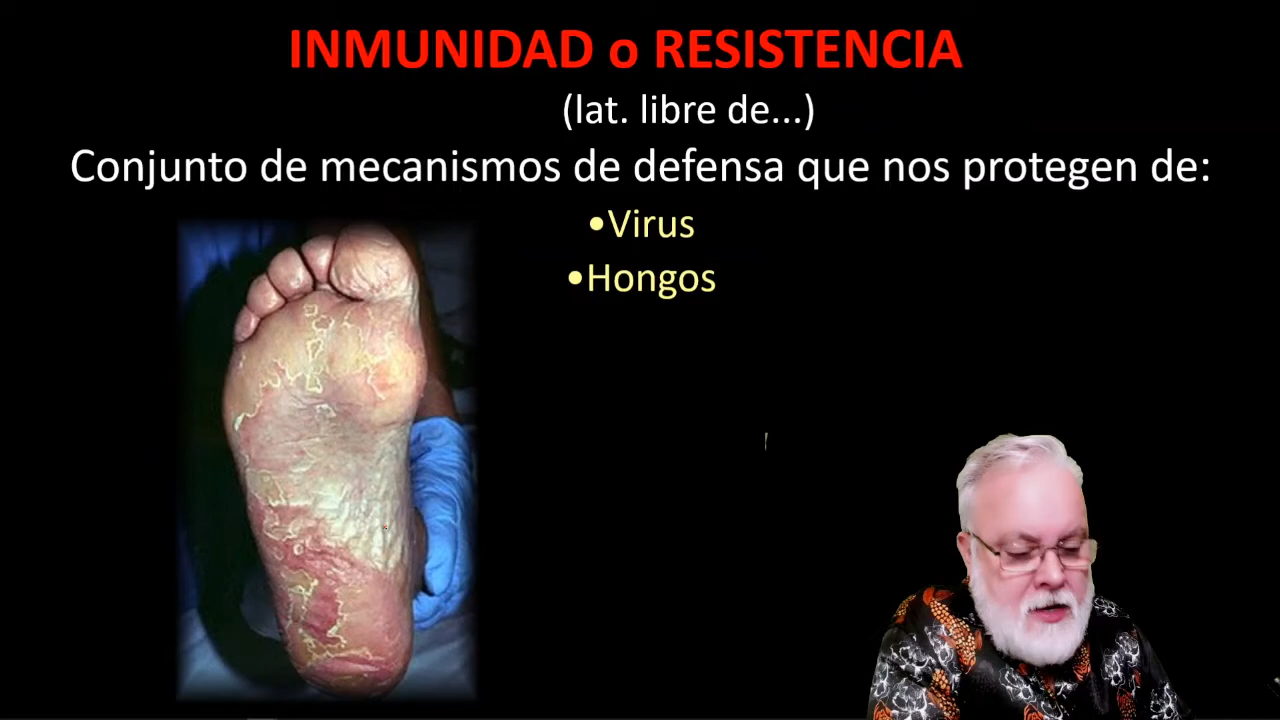 INMUNIDAD o RESISTENCIA
(lat. libre de...)
Conjunto de mecanismos de defensa que nos protegen de:
•Virus
•Hongos